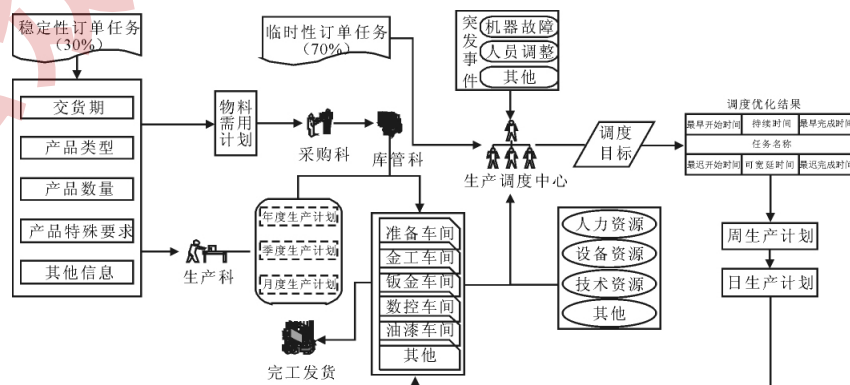 稳定性订单任务
(30%)
交货期
产品类型
产品数量
产品特殊要求
其他信息
临时性订单任务
(70%)
物料
需用
计划
采购科
库管科
生产科
年度生产计划
季度生产计划
月度生产计划
准备车间
金工车间
钣金车间
数控车间
油漆车间
其他
完工发货
突发事件
机器故障
人员调整
其他
生产调度中心
人力资源
设备资源
技术资源
其他
调度
目标
调度优化结果
最早开始时间 持续时间 最早完成时间
任务名称
最迟开始时间 可宽延时间 最迟完成时间
周生产计划
日生产计划